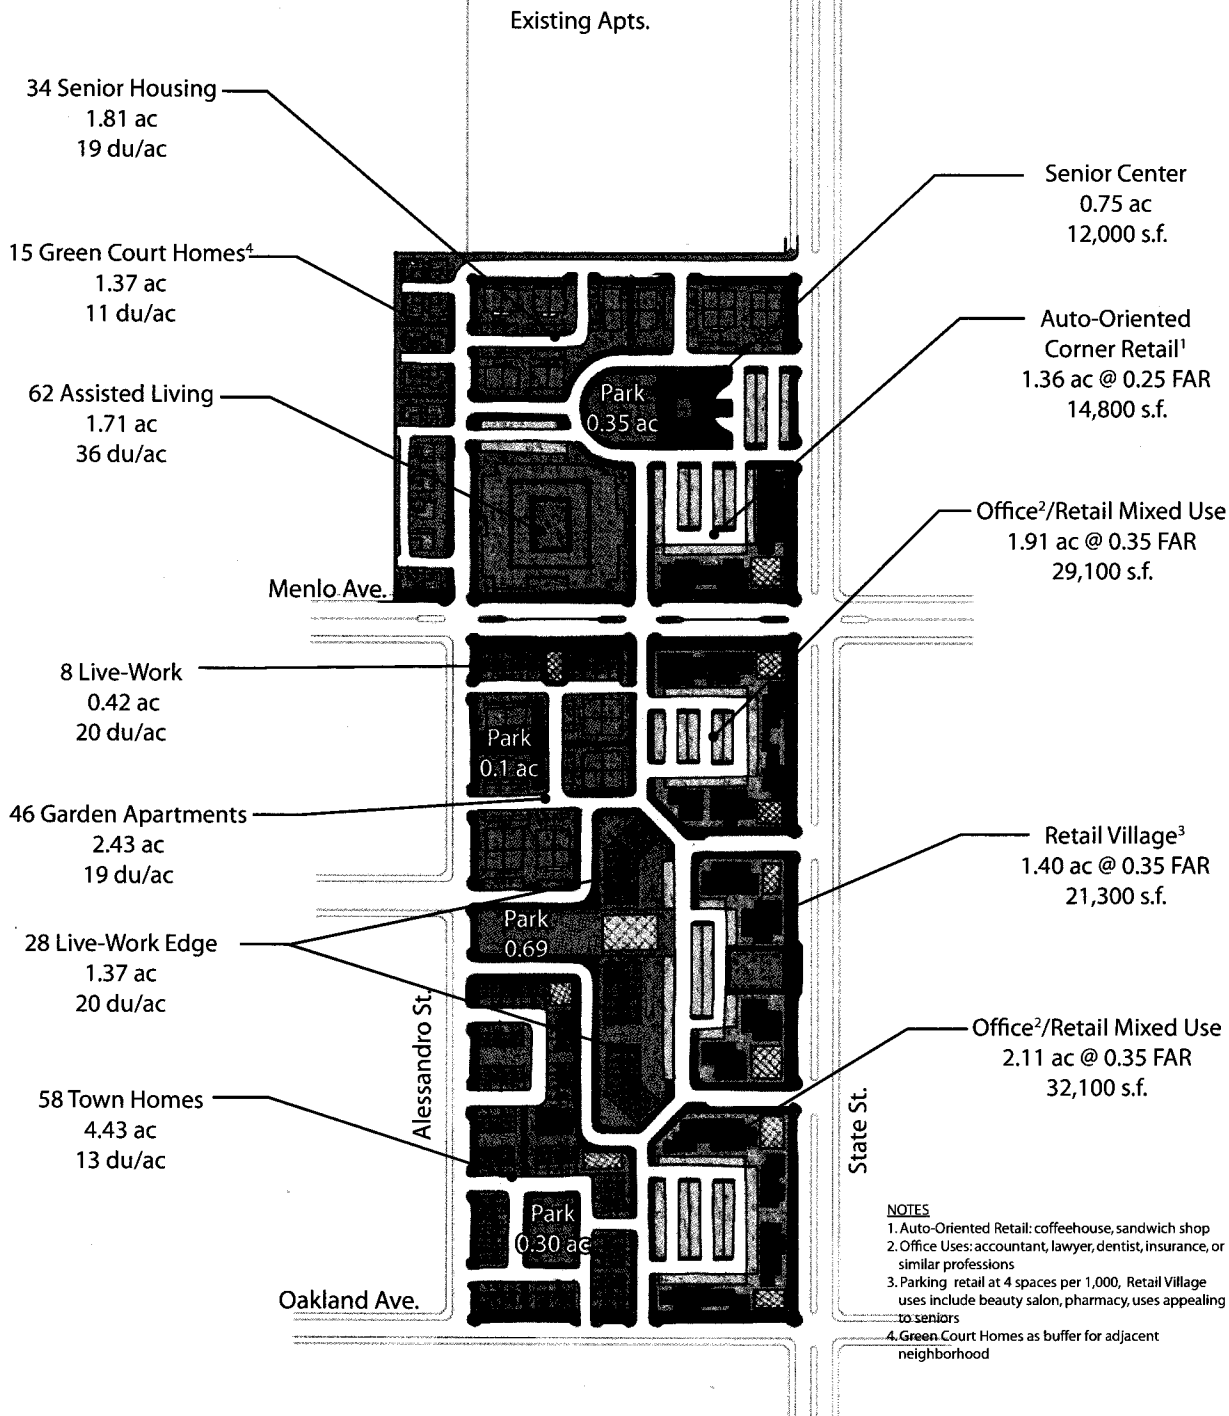 Existing Apts.
34 Senior Housing
1.81 ac
19 du/ac
15 Green Court Homes⁴
1.37 ac
11 du/ac
62 Assisted Living
1.71 ac
36 du/ac
Menlo Ave.
8 Live-Work
0.42 ac
20 du/ac
46 Garden Apartments
2.43 ac
19 du/ac
28 Live-Work Edge
1.37 ac
20 du/ac
58 Town Homes
4.43 ac
13 du/ac
Alessandro St.
Oakland Ave.
Park
0.35 ac
Park
0.1 ac
Park
0.69
Park
0.30 ac
Senior Center
0.75 ac
12,000 s.f.
Auto-Oriented
Corner Retail¹
1.36 ac @ 0.25 FAR
14,800 s.f.
Office²/Retail Mixed Use
1.91 ac @ 0.35 FAR
29,100 s.f.
Retail Village³
1.40 ac @ 0.35 FAR
21,300 s.f.
Office²/Retail Mixed Use
2.11 ac @ 0.35 FAR
32,100 s.f.
State St.
NOTES
1. Auto-Oriented Retail: coffeehouse, sandwich shop
2. Office Uses: accountant, lawyer, dentist, insurance, or
similar professions
3. Parking retail at 4 spaces per 1,000, Retail Village
uses include beauty salon, pharmacy, uses appealing
to seniors
4. Green Court Homes as buffer for adjacent
neighborhood